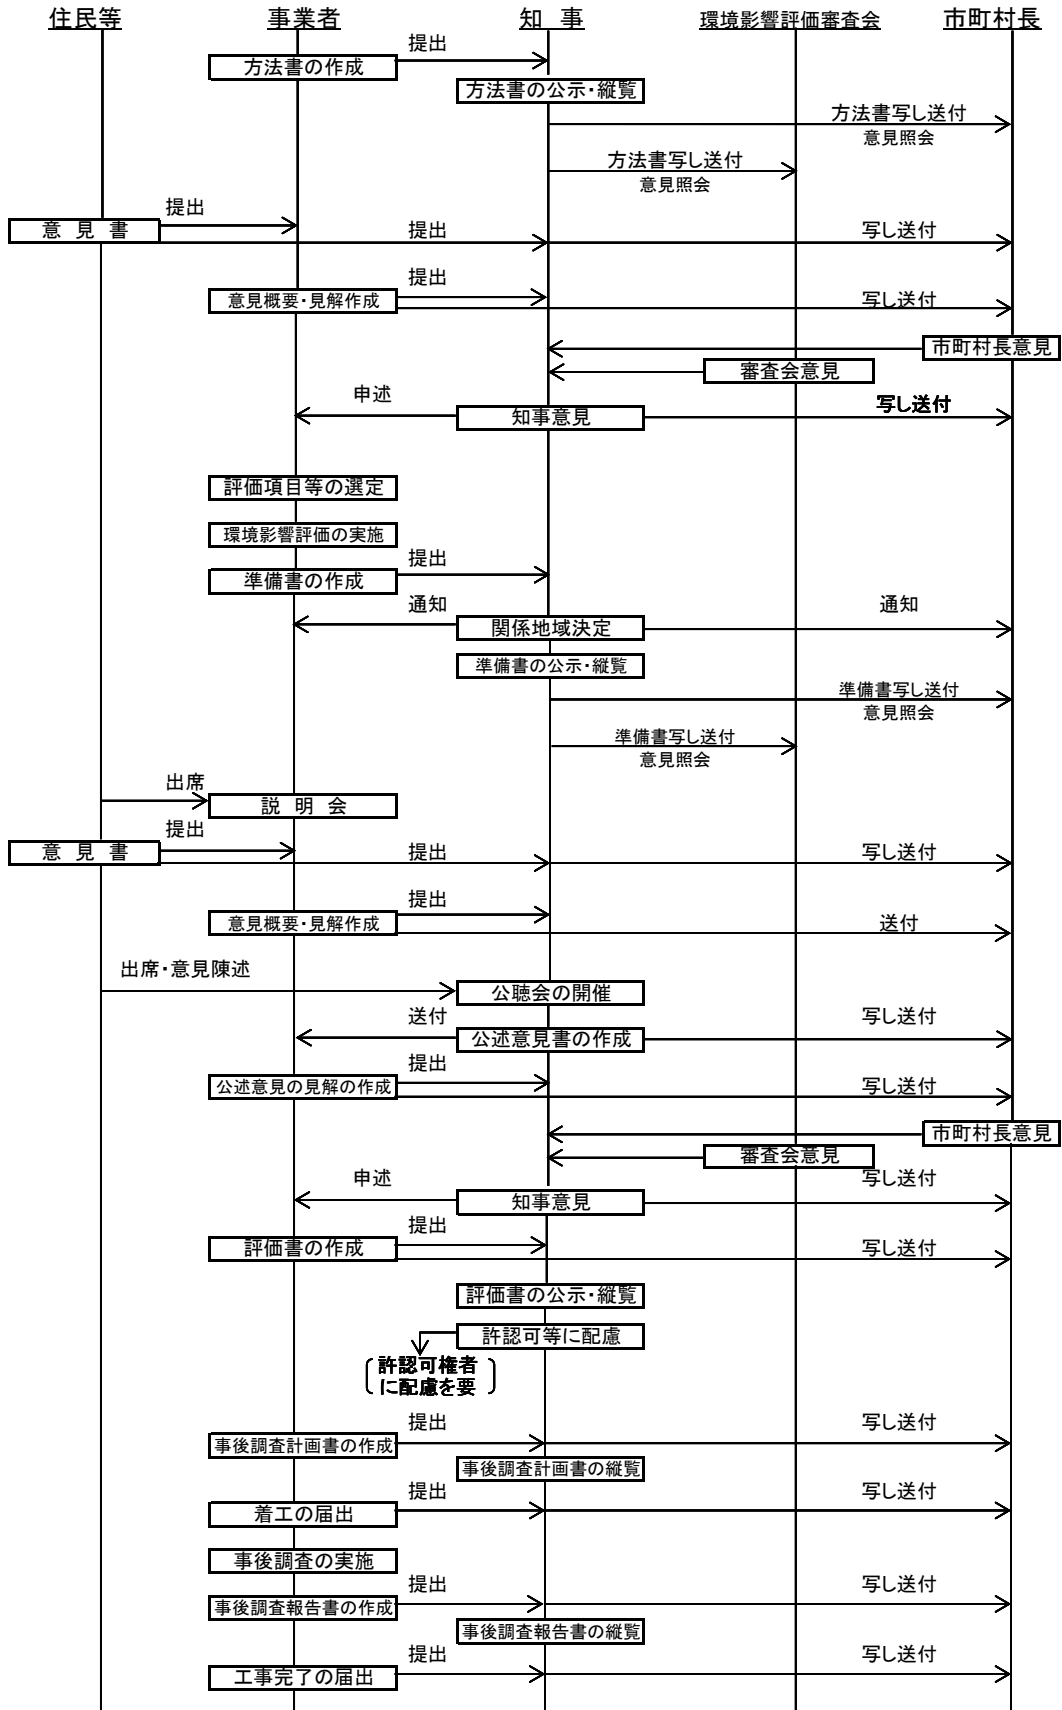 住民等
事業者
知　事
環境影響評価審査会
市町村長
提出
方法書の作成
方法書の公示・縦覧
方法書写し送付
意見照会
方法書写し送付
意見照会
提出
意　見　書
提出
写し送付
提出
意見概要・見解作成
写し送付
市町村長意見
審査会意見
申述
知事意見
写し送付
評価項目等の選定
環境影響評価の実施
提出
準備書の作成
通知
関係地域決定
通知
準備書の公示・縦覧
準備書写し送付
意見照会
準備書写し送付
意見照会
出席
説　明　会
提出
意　見　書
提出
写し送付
提出
意見概要・見解作成
送付
出席・意見陳述
公聴会の開催
送付
公述意見書の作成
写し送付
提出
公述意見の見解の作成
写し送付
市町村長意見
審査会意見
申述
知事意見
写し送付
提出
評価書の作成
写し送付
評価書の公示・縦覧
許認可等に配慮
許認可権者
に配慮を要
提出
事後調査計画書の作成
写し送付
事後調査計画書の縦覧
提出
着工の届出
写し送付
事後調査の実施
提出
事後調査報告書の作成
写し送付
事後調査報告書の縦覧
提出
工事完了の届出
写し送付